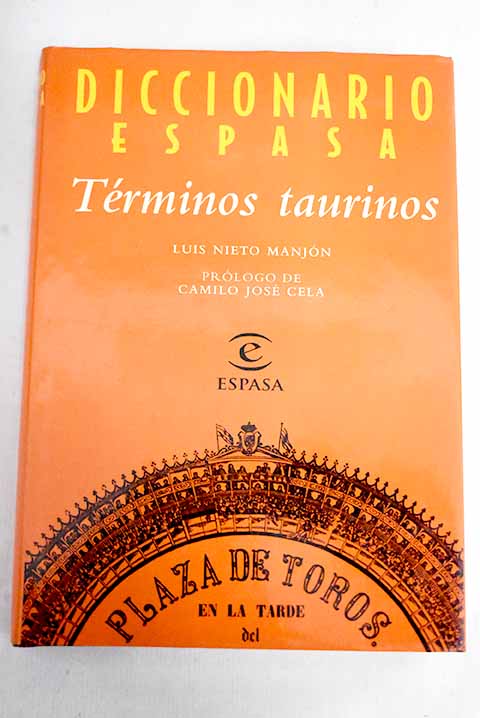 DICCIONARIO
ESPASA
Términos taurinos
LUIS NIETO MANJÓN
PRÓLOGO DE
CAMILO JOSÉ CELA
e
ESPASA
PLAZA DE TOROS.
EN LA TARDE
del